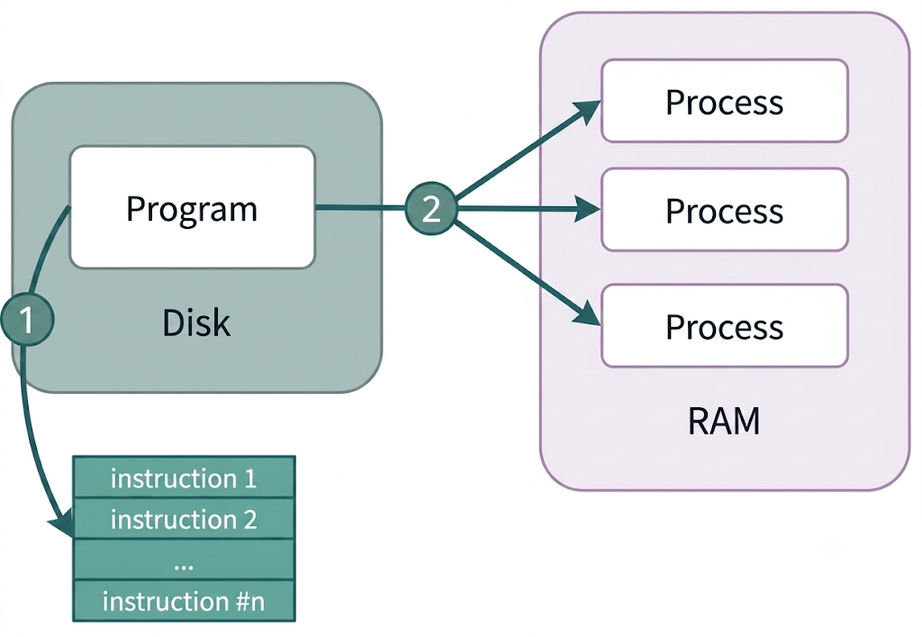 Program
Disk
1
2
Process
Process
Process
RAM
instruction 1
instruction 2
...
instruction #n